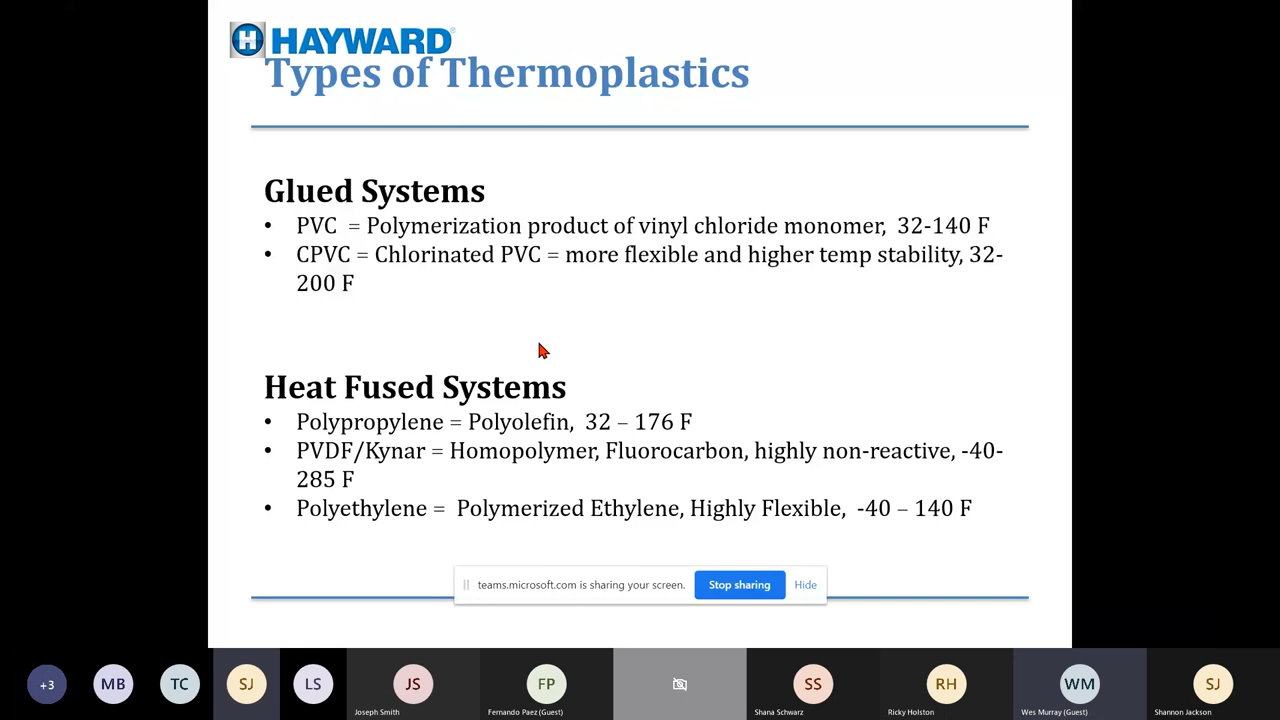 HAYWARD
Types of Thermoplastics
Glued Systems
• PVC = Polymerization product of vinyl chloride monomer, 32-140 F
• CPVC = Chlorinated PVC = more flexible and higher temp stability, 32-
200 F
Heat Fused Systems
• Polypropylene = Polyolefin, 32 – 176 F
• PVDF/Kynar = Homopolymer, Fluorocarbon, highly non-reactive, -40-
285 F
• Polyethylene = Polymerized Ethylene, Highly Flexible, -40 – 140 F
teams.microsoft.com is sharing your screen. Stop sharing Hide
+3 MB TC SJ LS JS FP SS RH WM SJ
Joseph Smith Fernando Paez (Guest) Shana Schwarz Ricky Holston Wes Murray (Guest) Shannon Jackson